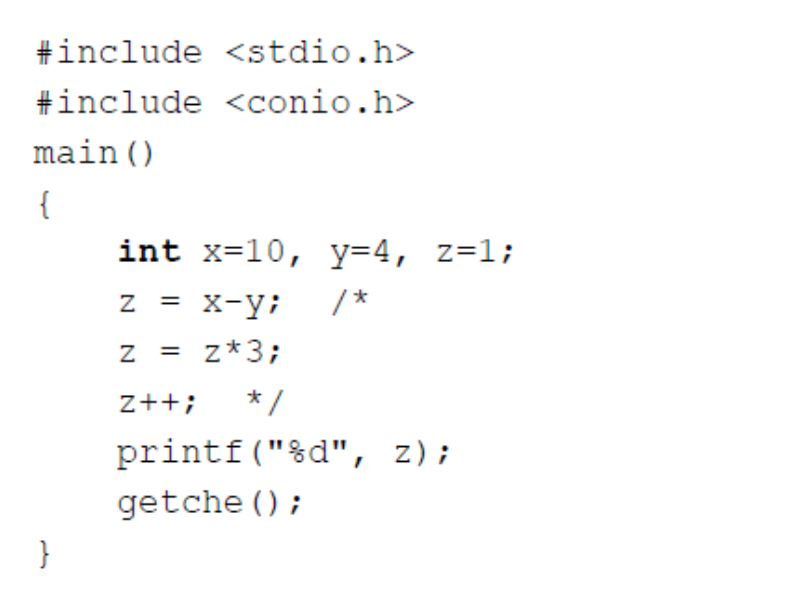 #include <stdio.h>
#include <conio.h>
main()
{
int x=10, y=4, z=1;
z = x-y; /*
z = z*3;
z++; */
printf("%d", z);
getche();
}